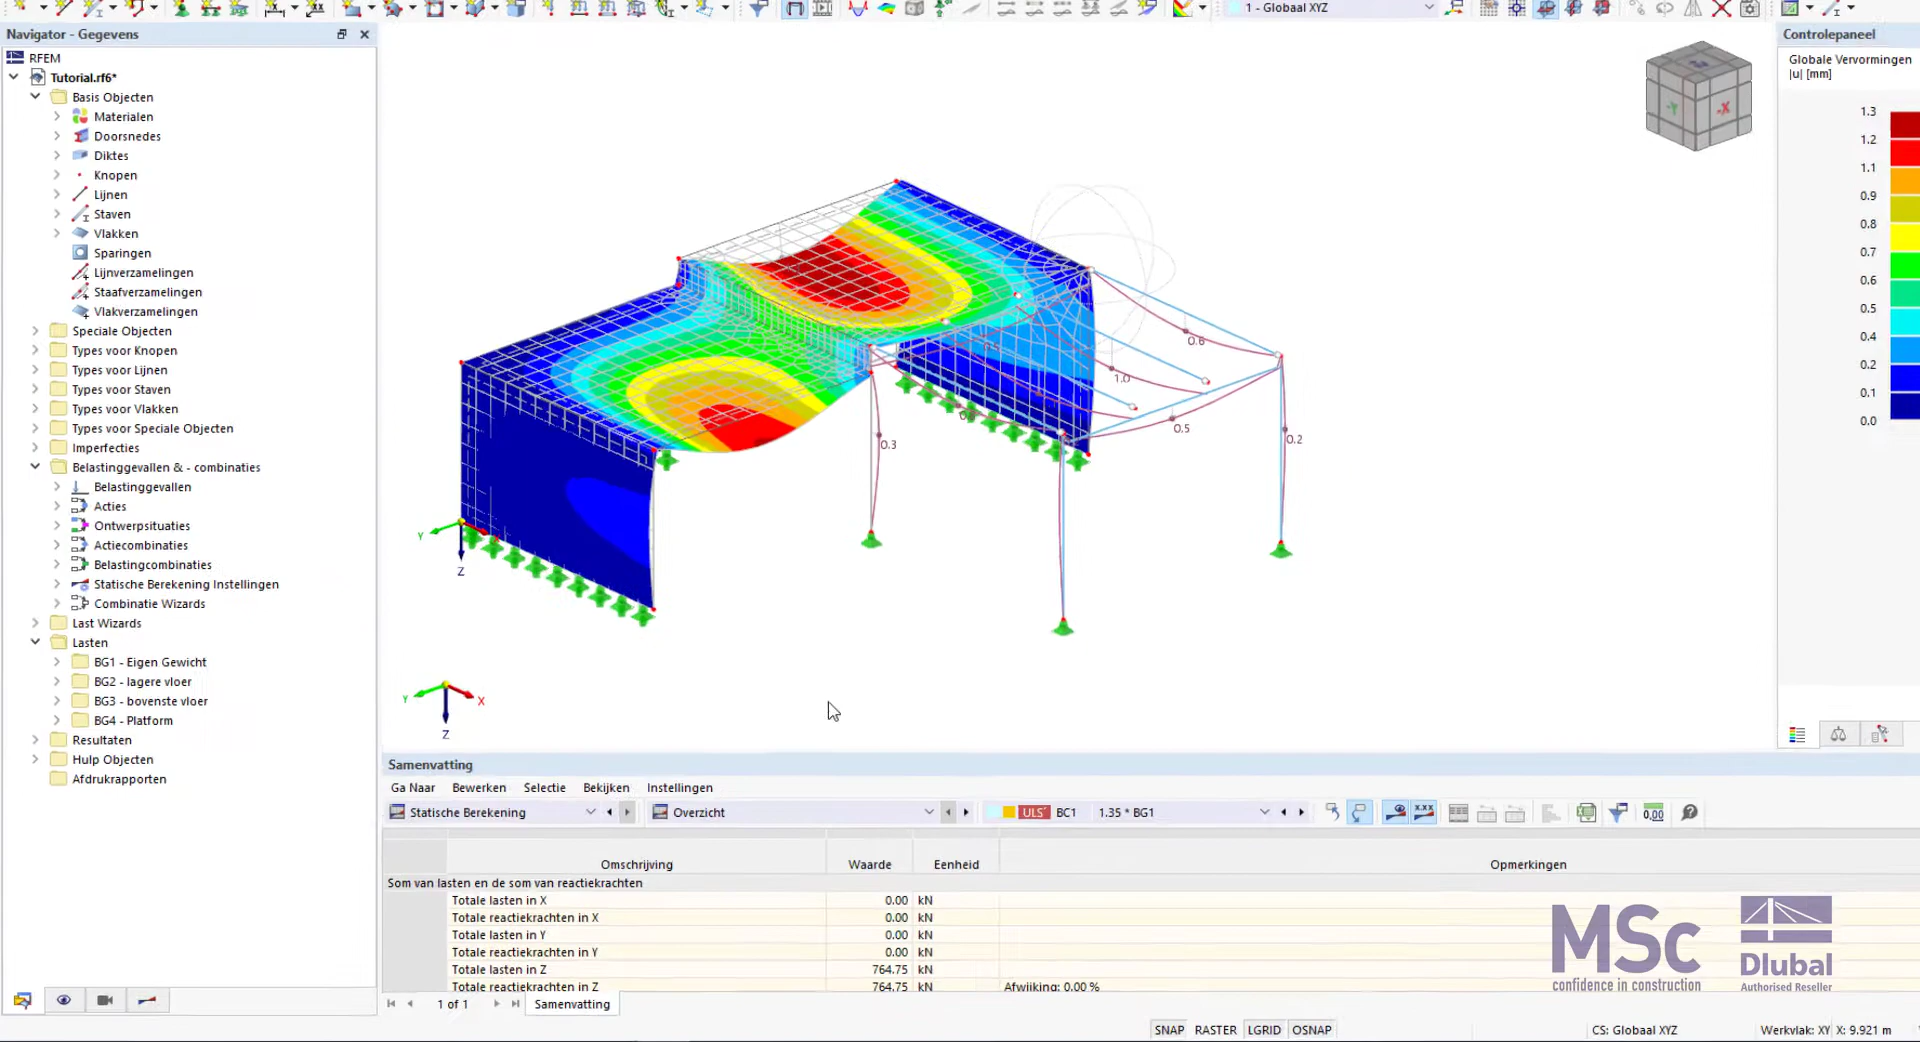 1 - Globaal XYZ
Navigator - Gegevens
RFEM
Tutorial.rf6*
Basis Objecten
Materialen
Doorsnedes
Diktes
Knopen
Lijnen
Staven
Vlakken
Sparingen
Lijnverzamelingen
Staafverzamelingen
Vlakverzamelingen
Speciale Objecten
Types voor Knopen
Types voor Lijnen
Types voor Staven
Types voor Vlakken
Types voor Speciale Objecten
Imperfecties
Belastinggevallen & - combinaties
Belastinggevallen
Acties
Ontwerpsituaties
Actiecombinaties
Belastingcombinaties
Statische Berekening Instellingen
Combinatie Wizards
Last Wizards
Lasten
BG1 - Eigen Gewicht
BG2 - lagere vloer
BG3 - bovenste vloer
BG4 - Platform
Resultaten
Hulp Objecten
Afdrukrapporten
-Y -X
0.6
0.5
1.0
0.5
0.3
0.2
Y
X
Z
Y
X
Z
Controlepaneel
Globale Vervormingen
|u| [mm]
1.3
1.2
1.1
0.9
0.8
0.7
0.6
0.5
0.4
0.2
0.1
0.0
Samenvatting
Ga Naar Bewerken Selectie Bekijken Instellingen
Statische Berekening Overzicht ULS BC1 1.35 * BG1 x.xx 0,00
Omschrijving Waarde Eenheid Opmerkingen
Som van lasten en de som van reactiekrachten
Totale lasten in X 0.00 kN
Totale reactiekrachten in X 0.00 kN
Totale lasten in Y 0.00 kN
Totale reactiekrachten in Y 0.00 kN
Totale lasten in Z 764.75 kN
Totale reactiekrachten in Z 764.75 kN Afwijking: 0.00 %
1 of 1 Samenvatting
MSc
confidence in construction
Dlubal
Authorised Reseller
SNAP RASTER LGRID OSNAP CS: Globaal XYZ Werkvlak: XY X: 9.921 m